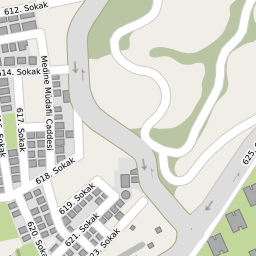 612. Sokak
614. Sokak
Medine Müdafii Caddesi
617. Sokak
618. Sokak
619. Sokak
620. Sokak
621. Sokak
23. Sokak
625.